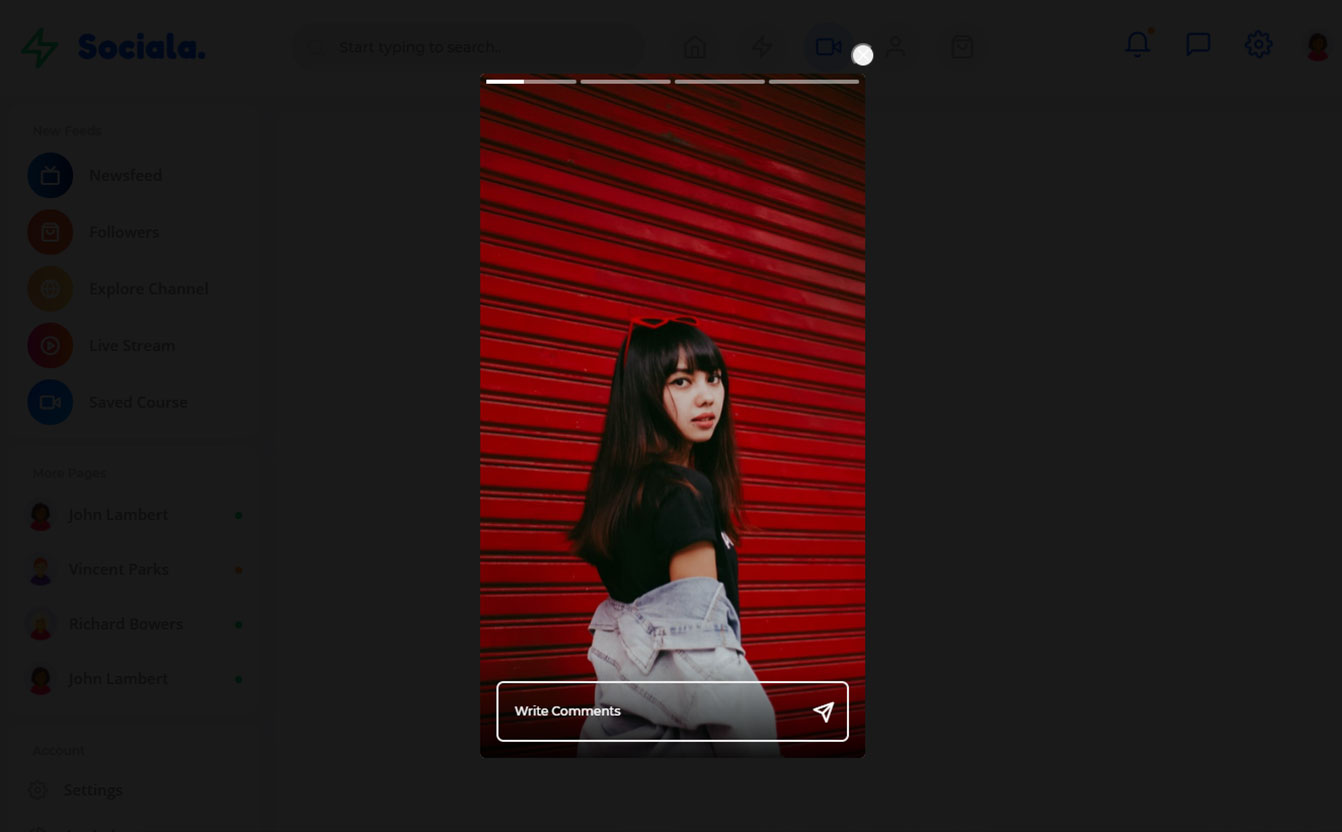 Sociala.
Start typing to search..
New Feeds
Newsfeed
Followers
Explore Channel
Live Stream
Saved Course
More Pages
John Lambert
Vincent Parks
Richard Bowers
John Lambert
Account
Settings
Write Comments